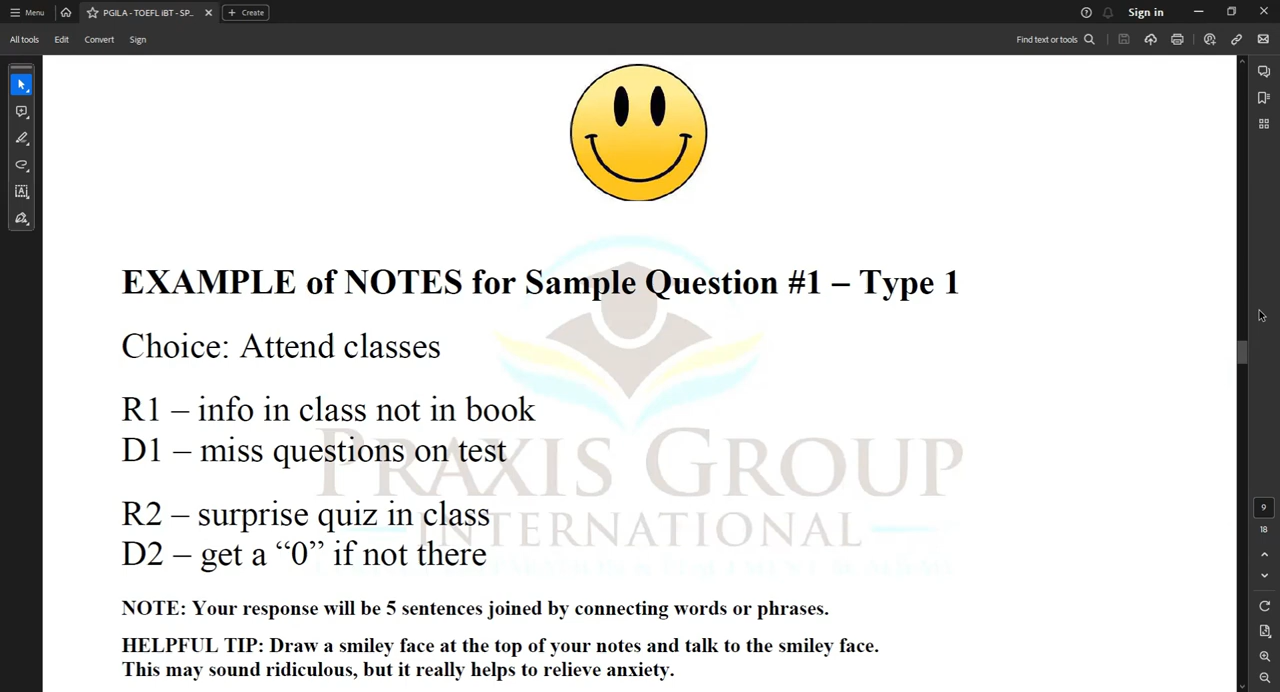 Menu
PGILA - TOEFL iBT - SP...
Create
Sign in
All tools
Edit
Convert
Sign
Find text or tools
EXAMPLE of NOTES for Sample Question #1 – Type 1
Choice: Attend classes
R1 – info in class not in book
D1 – miss questions on test
PRAXIS GROUP
R2 – surprise quiz in class
INTERNATIONAL
D2 – get a “0” if not there
9
18
NOTE: Your response will be 5 sentences joined by connecting words or phrases.
HELPFUL TIP: Draw a smiley face at the top of your notes and talk to the smiley face.
This may sound ridiculous, but it really helps to relieve anxiety.